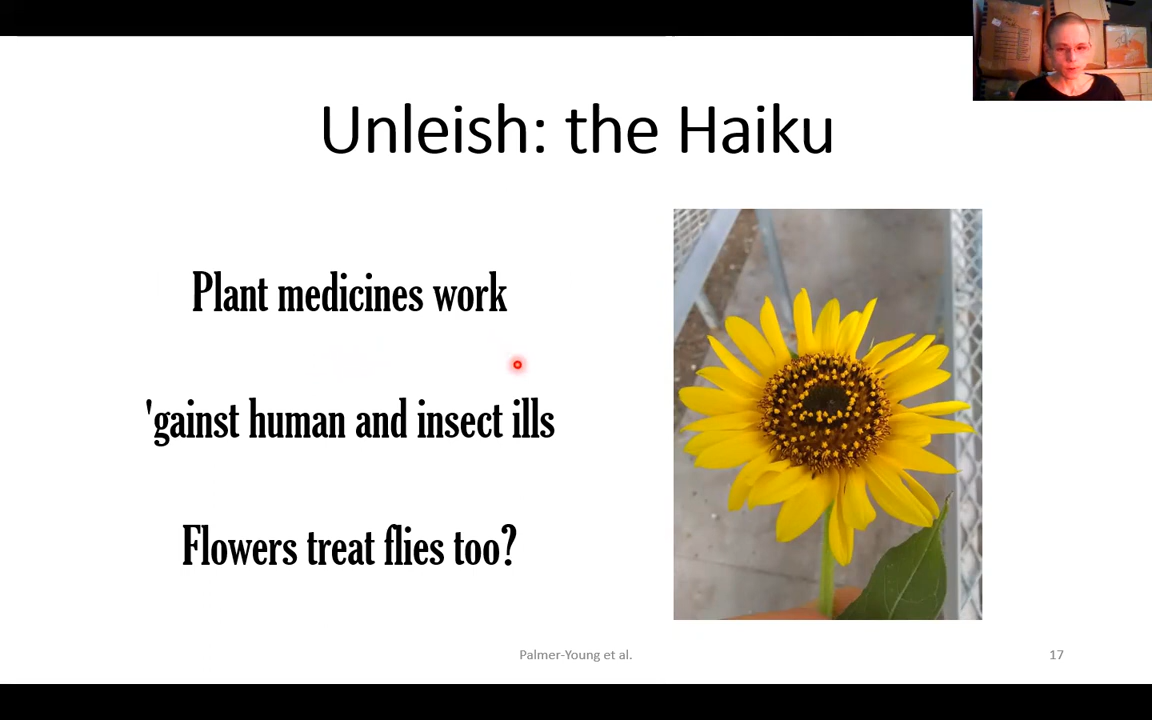 Unleish: the Haiku
Plant medicines work
'gainst human and insect ills
Flowers treat flies too?
Palmer-Young et al.
17